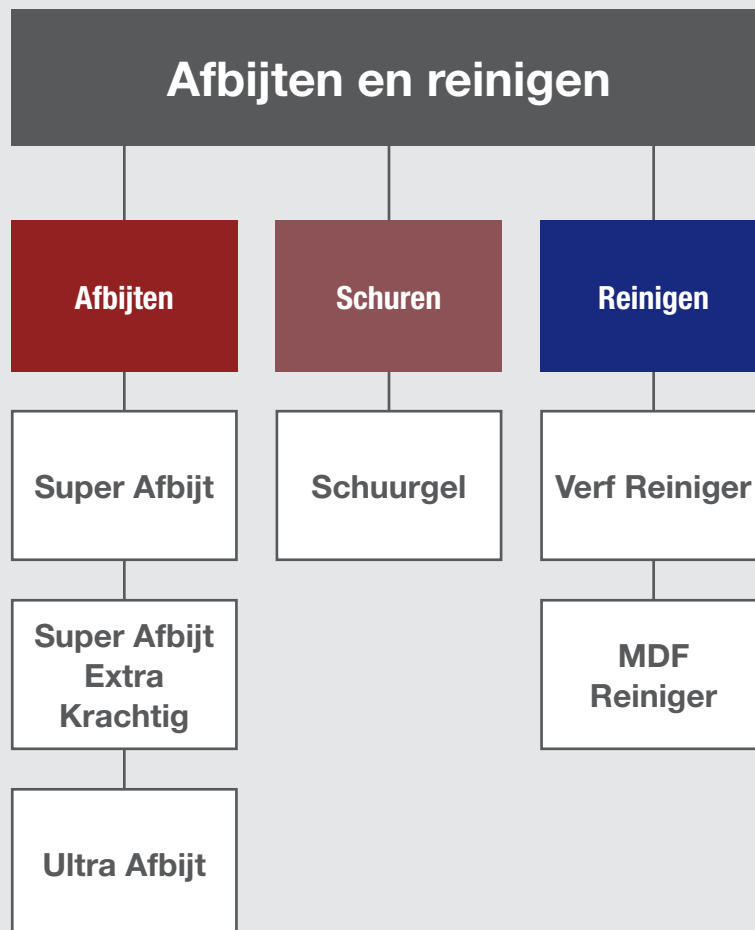 Afbijten en reinigen
Afbijten
Schuren
Reinigen
Super Afbijt
Schuurgel
Verf Reiniger
Super Afbijt
Extra
Krachtig
MDF
Reiniger
Ultra Afbijt